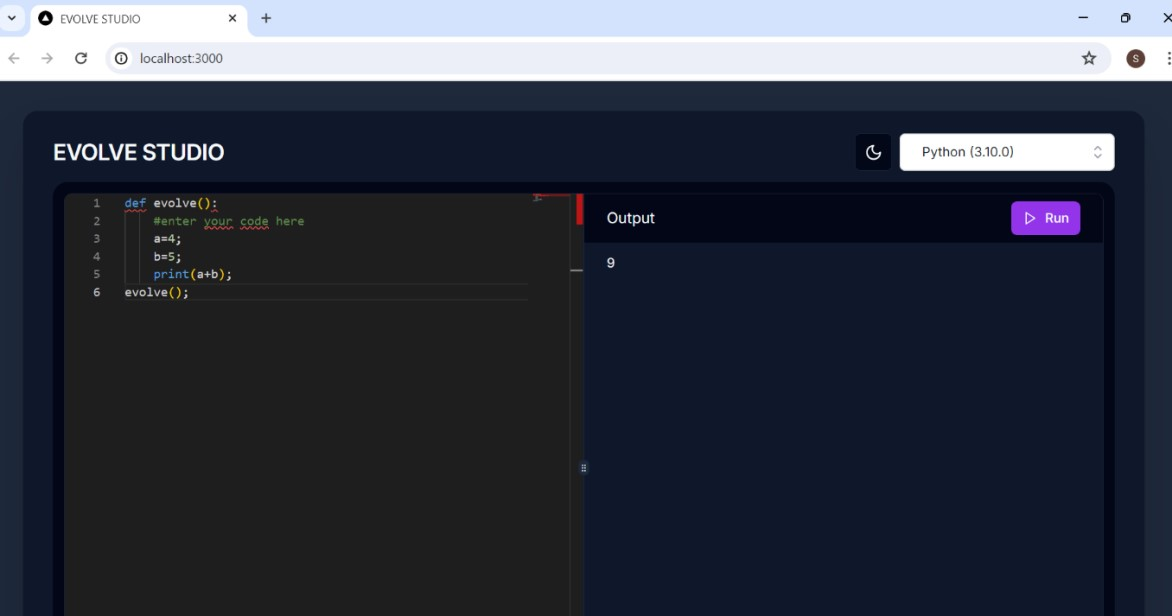 EVOLVE STUDIO
localhost:3000
S
EVOLVE STUDIO
Python (3.10.0)
1 def evolve():
2 #enter your code here
3 a=4;
4 b=5;
5 print(a+b);
6 evolve();
Output
Run
9